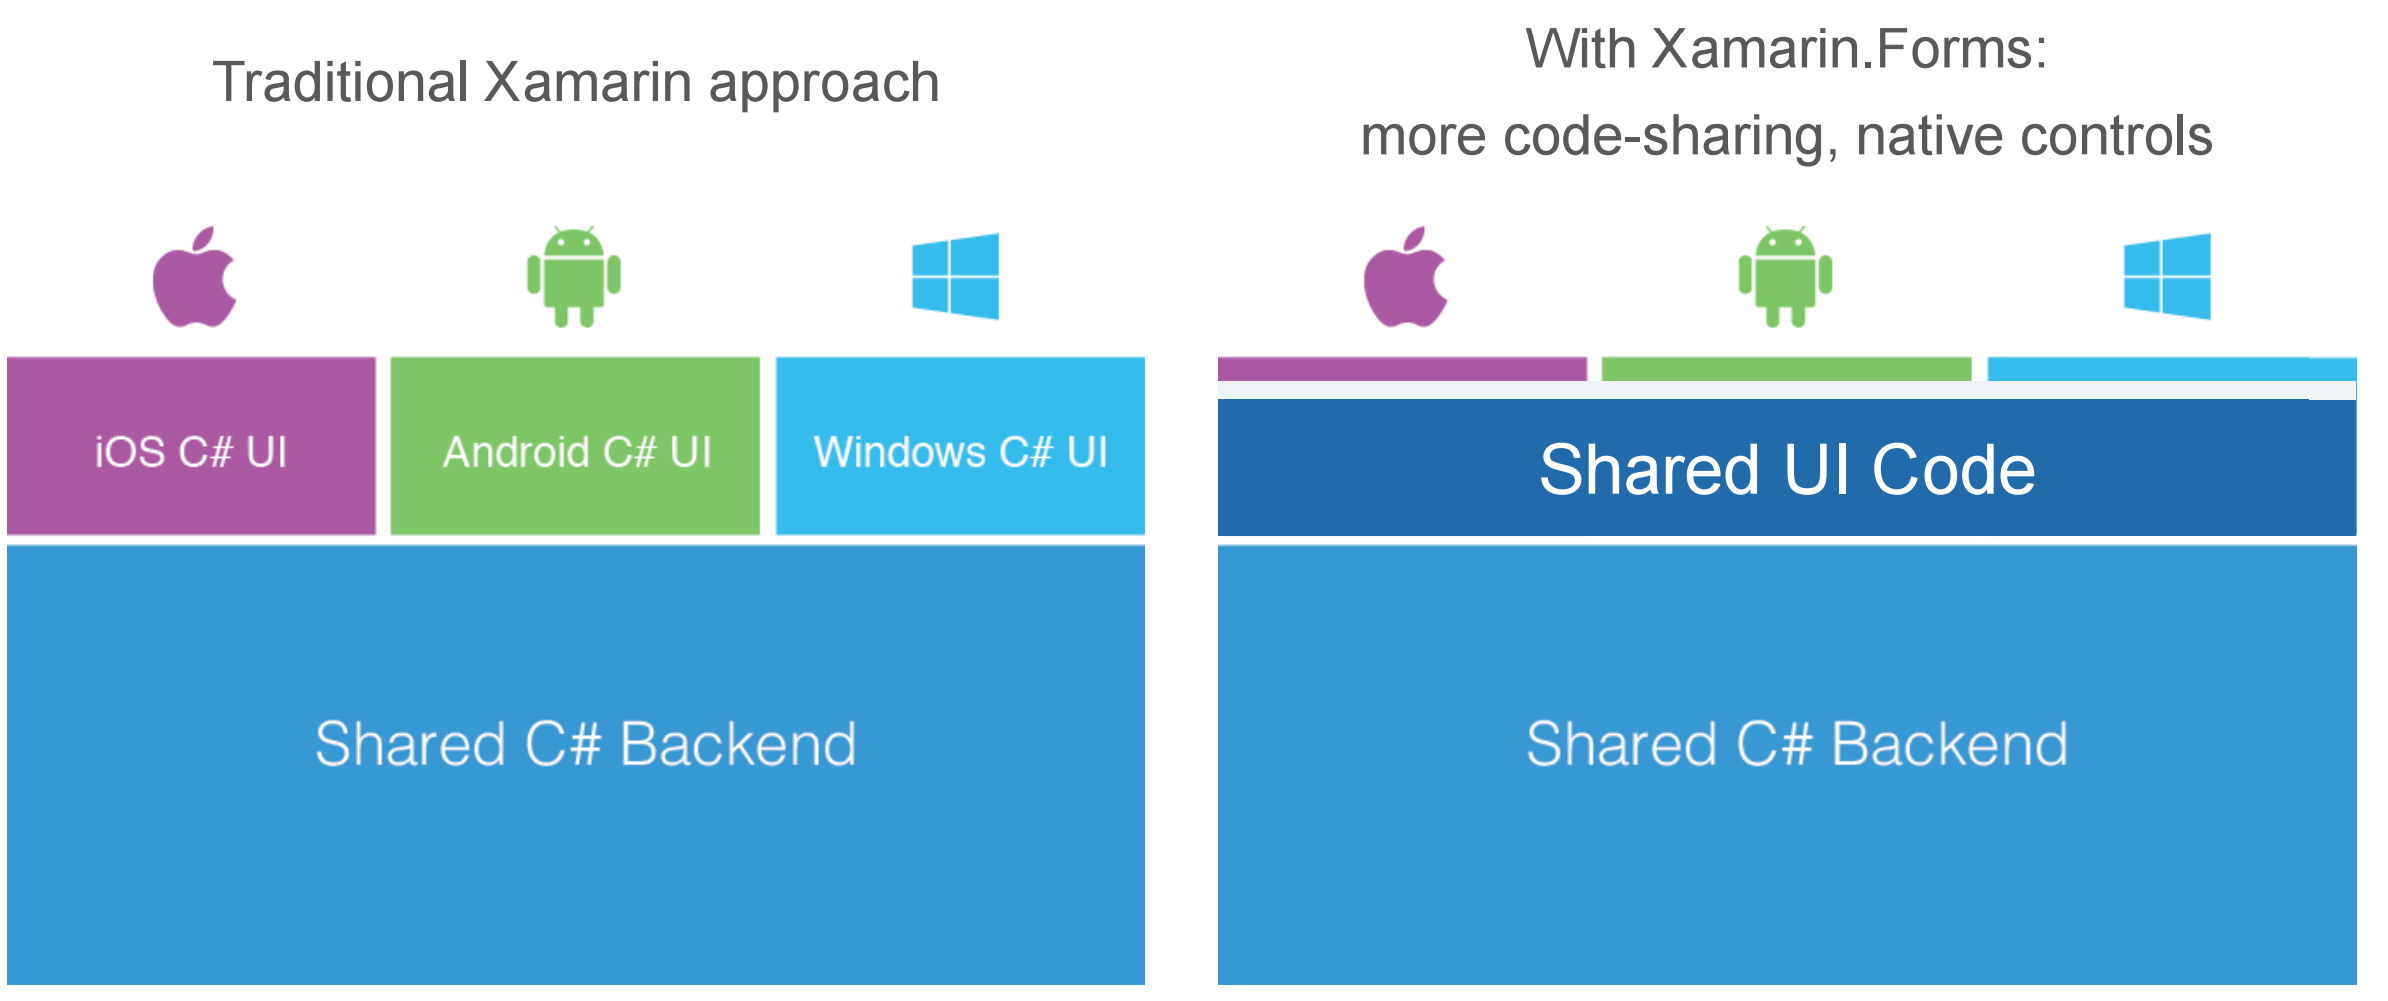 Traditional Xamarin approach
iOS C# UI
Android C# UI
Windows C# UI
Shared C# Backend
With Xamarin.Forms:
more code-sharing, native controls
Shared UI Code
Shared C# Backend